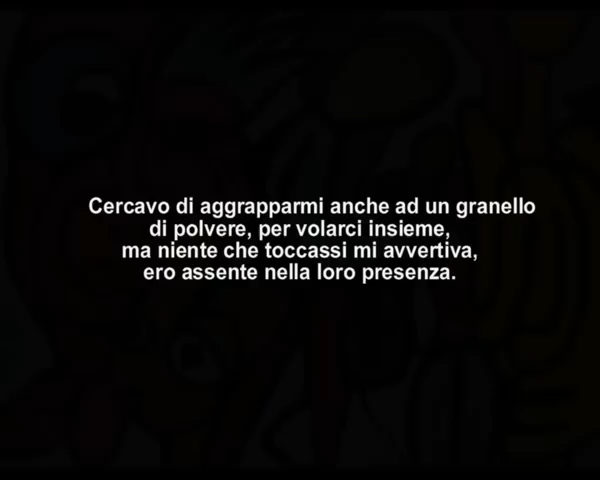 Cercavo di aggrapparmi anche ad un granello
di polvere, per volarci insieme,
ma niente che toccassi mi avvertiva,
ero assente nella loro presenza.